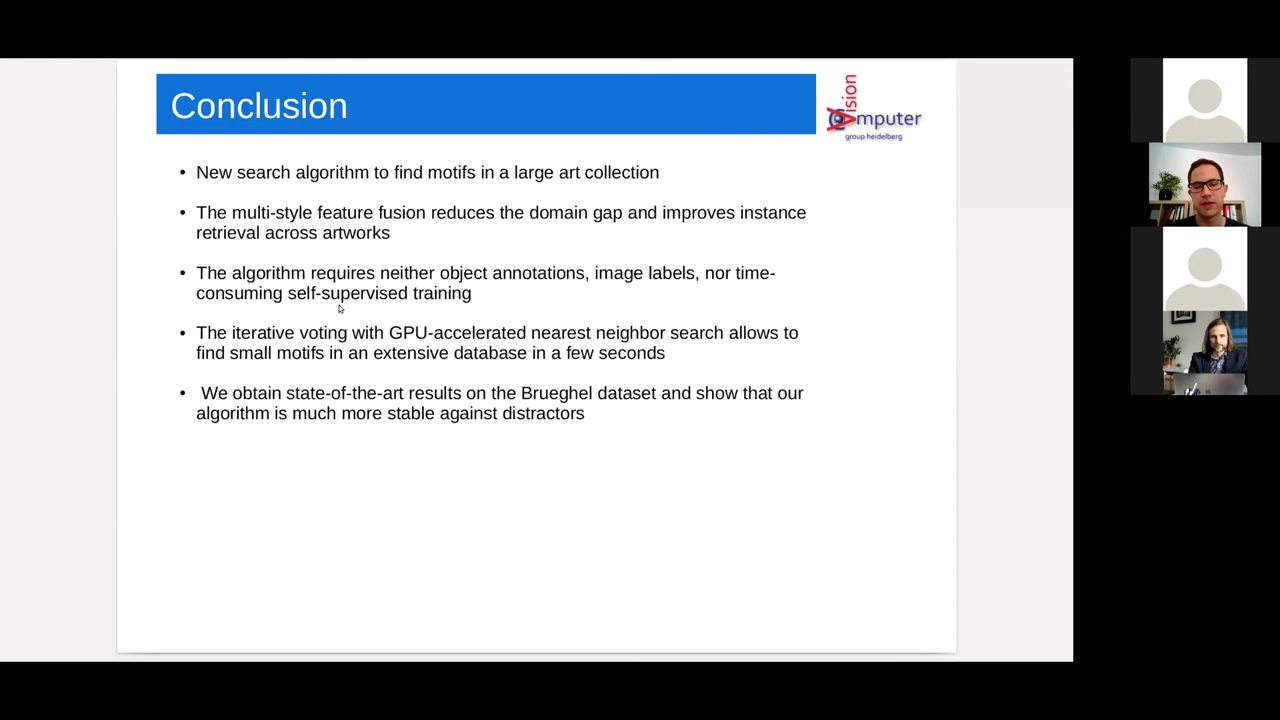 Conclusion
Vision
Computer
group heidelberg
• New search algorithm to find motifs in a large art collection
• The multi-style feature fusion reduces the domain gap and improves instance
retrieval across artworks
• The algorithm requires neither object annotations, image labels, nor time-
consuming self-supervised training
• The iterative voting with GPU-accelerated nearest neighbor search allows to
find small motifs in an extensive database in a few seconds
• We obtain state-of-the-art results on the Brueghel dataset and show that our
algorithm is much more stable against distractors